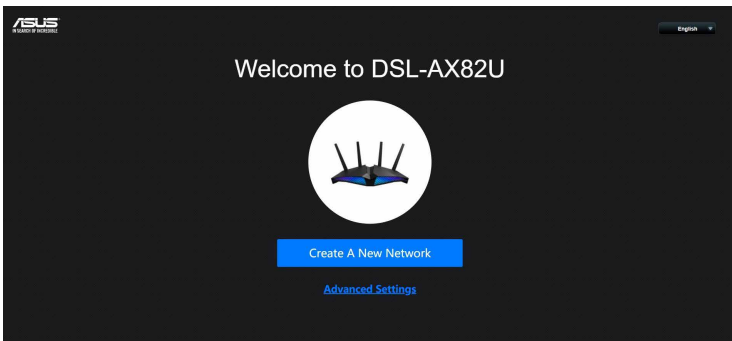 ASUS
IN SEARCH OF INCREDIBLE
English
Welcome to DSL-AX82U
Create A New Network
Advanced Settings